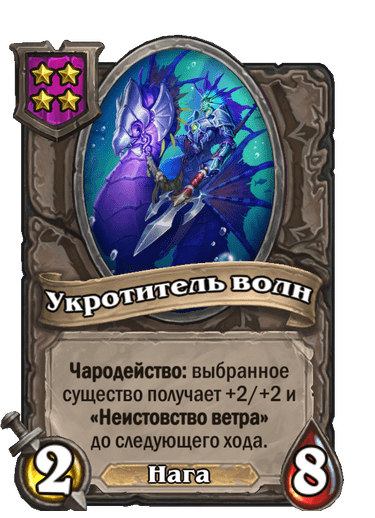 Укротитель волн
Чародейство: выбранное
существо получает +2/+2 и
«Неистовство ветра»
до следующего хода.
2
Нага
8